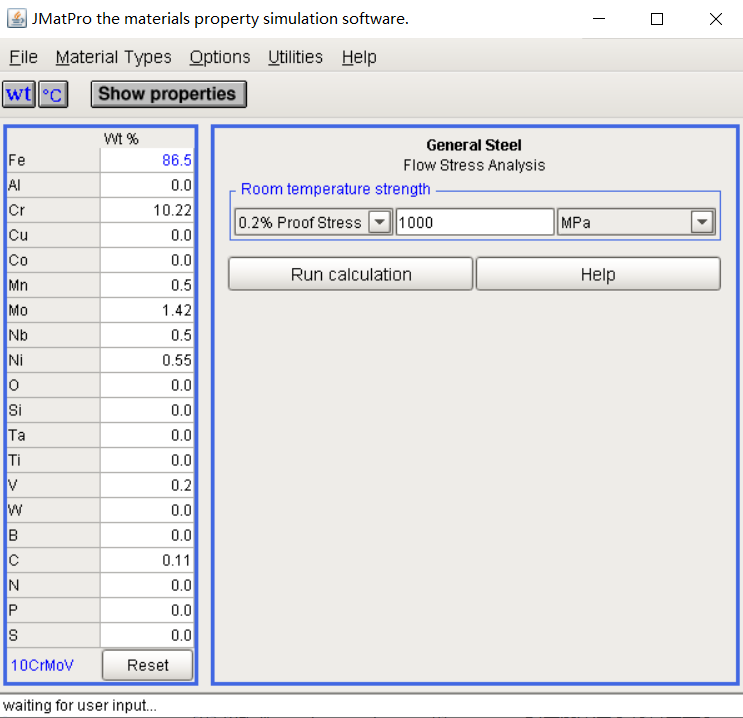 JMatPro the materials property simulation software.
File Material Types Options Utilities Help
wt °C Show properties
Wt %
Fe 86.5
Al 0.0
Cr 10.22
Cu 0.0
Co 0.0
Mn 0.5
Mo 1.42
Nb 0.5
Ni 0.55
O 0.0
Si 0.0
Ta 0.0
Ti 0.0
V 0.2
W 0.0
B 0.0
C 0.11
N 0.0
P 0.0
S 0.0
10CrMoV Reset
General Steel
Flow Stress Analysis
Room temperature strength
0.2% Proof Stress 1000 MPa
Run calculation Help
waiting for user input...